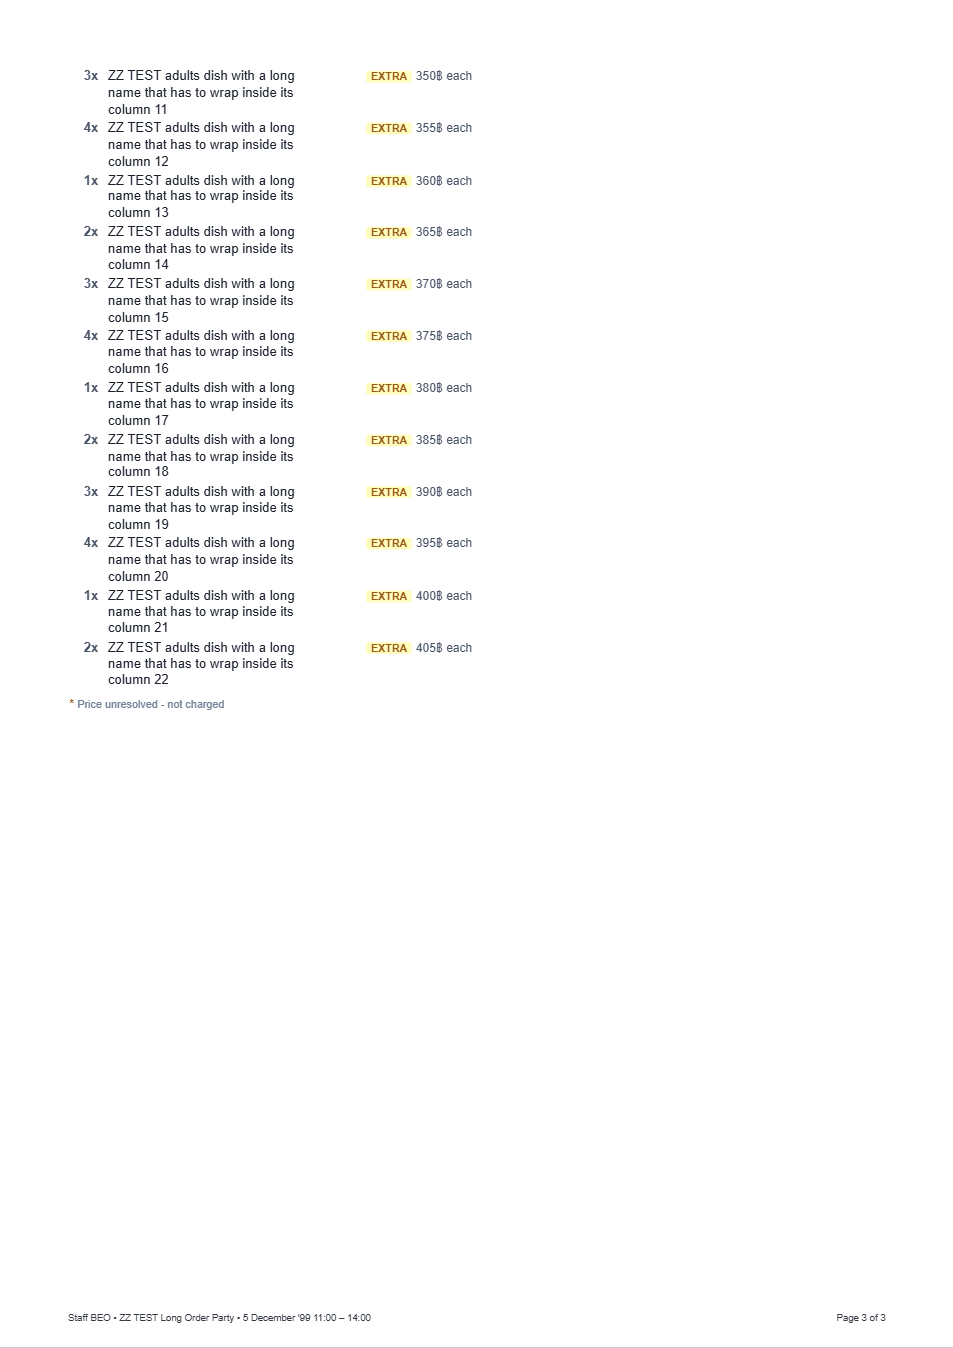 3x ZZ TEST adults dish with a long EXTRA 350฿ each
name that has to wrap inside its
column 11
4x ZZ TEST adults dish with a long EXTRA 355฿ each
name that has to wrap inside its
column 12
1x ZZ TEST adults dish with a long EXTRA 360฿ each
name that has to wrap inside its
column 13
2x ZZ TEST adults dish with a long EXTRA 365฿ each
name that has to wrap inside its
column 14
3x ZZ TEST adults dish with a long EXTRA 370฿ each
name that has to wrap inside its
column 15
4x ZZ TEST adults dish with a long EXTRA 375฿ each
name that has to wrap inside its
column 16
1x ZZ TEST adults dish with a long EXTRA 380฿ each
name that has to wrap inside its
column 17
2x ZZ TEST adults dish with a long EXTRA 385฿ each
name that has to wrap inside its
column 18
3x ZZ TEST adults dish with a long EXTRA 390฿ each
name that has to wrap inside its
column 19
4x ZZ TEST adults dish with a long EXTRA 395฿ each
name that has to wrap inside its
column 20
1x ZZ TEST adults dish with a long EXTRA 400฿ each
name that has to wrap inside its
column 21
2x ZZ TEST adults dish with a long EXTRA 405฿ each
name that has to wrap inside its
column 22
* Price unresolved - not charged
Staff BEO • ZZ TEST Long Order Party • 5 December '99 11:00 – 14:00 Page 3 of 3